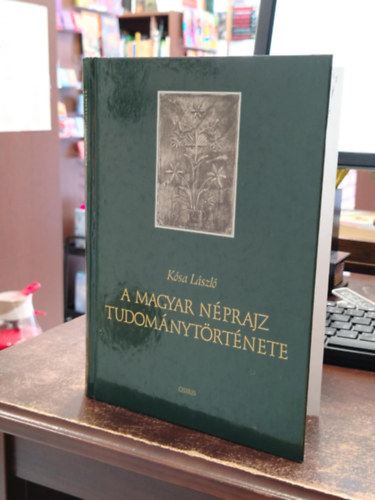 Kósa László
A MAGYAR NÉPRAJZ
TUDOMÁNYTÖRTÉNETE
OSIRIS